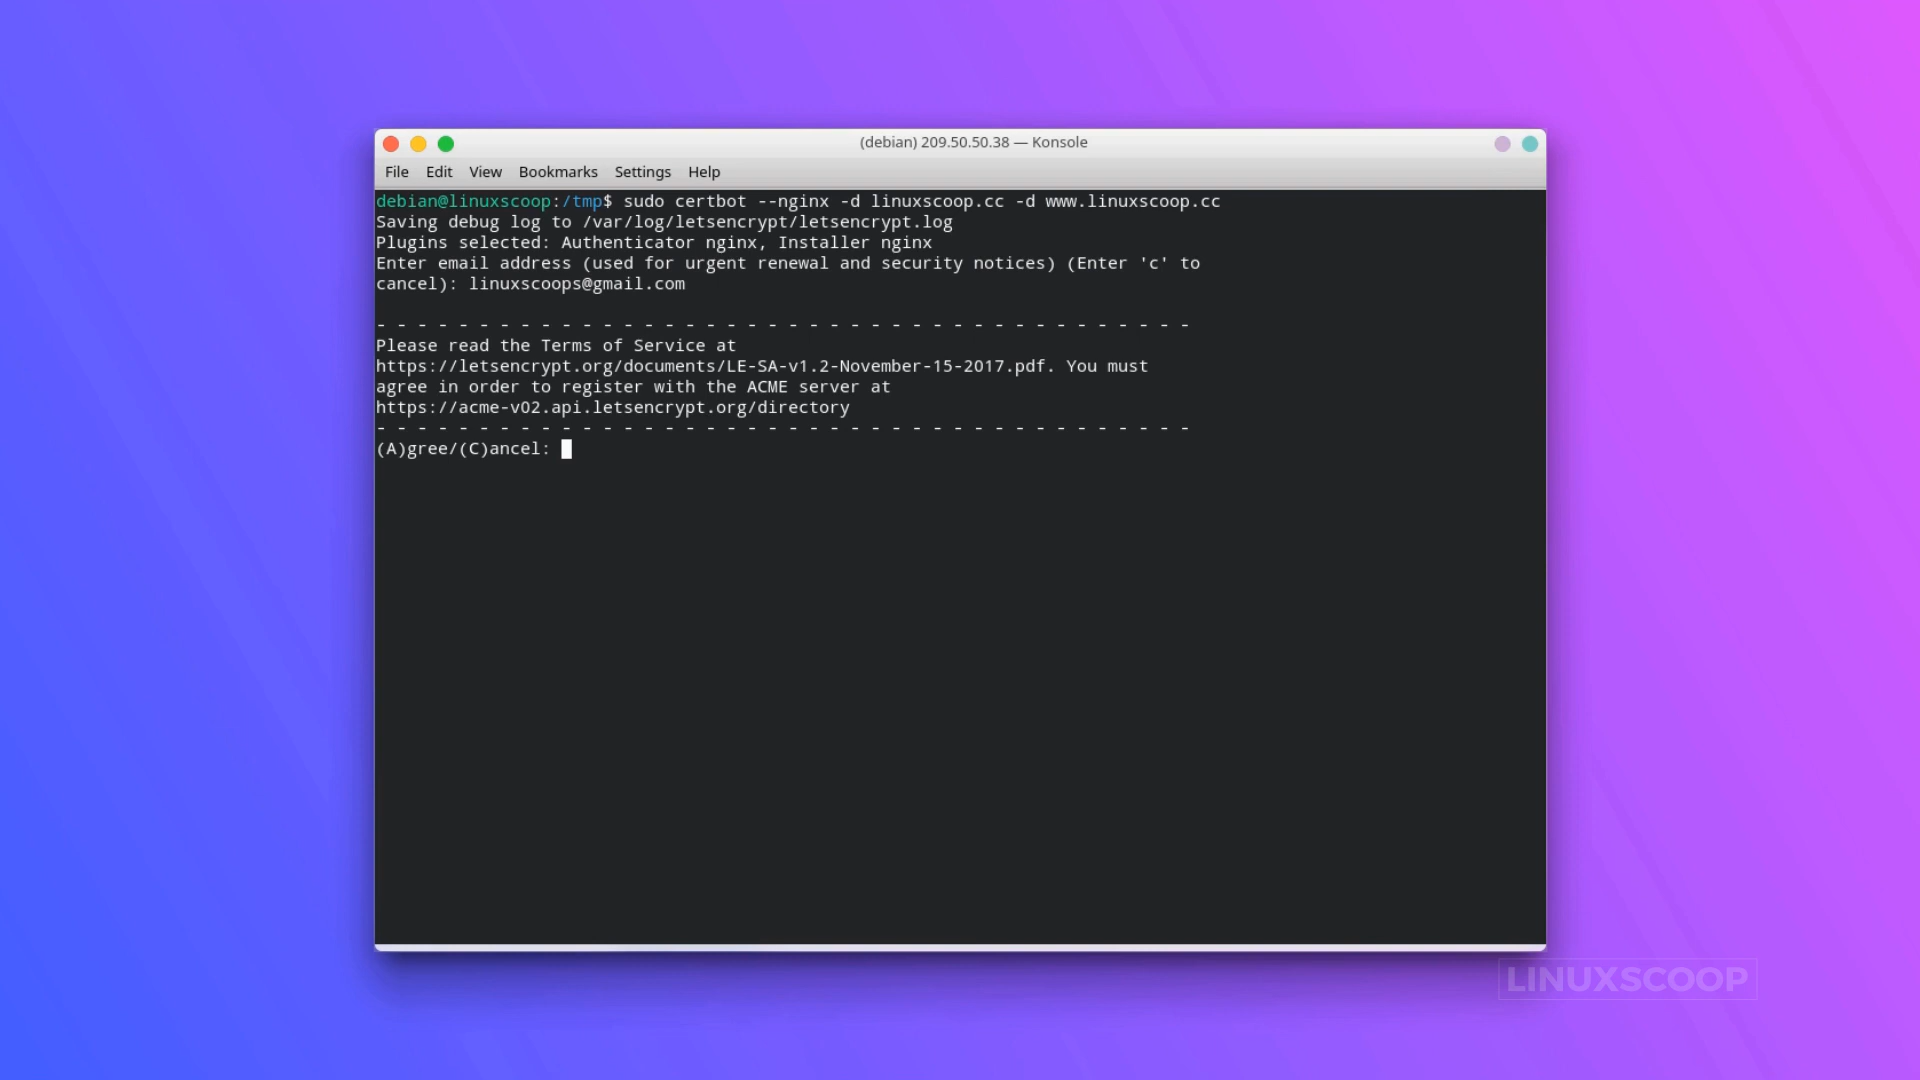 (debian) 209.50.50.38 — Konsole
File Edit View Bookmarks Settings Help
debian@linuxscoop:/tmp$ sudo certbot --nginx -d linuxscoop.cc -d www.linuxscoop.cc
Saving debug log to /var/log/letsencrypt/letsencrypt.log
Plugins selected: Authenticator nginx, Installer nginx
Enter email address (used for urgent renewal and security notices) (Enter 'c' to
cancel): linuxscoops@gmail.com
- - - - - - - - - - - - - - - - - - - - - - - - - - - - - - - - - - - - - - - -
Please read the Terms of Service at
https://letsencrypt.org/documents/LE-SA-v1.2-November-15-2017.pdf. You must
agree in order to register with the ACME server at
https://acme-v02.api.letsencrypt.org/directory
- - - - - - - - - - - - - - - - - - - - - - - - - - - - - - - - - - - - - - - -
(A)gree/(C)ancel:
LINUXSCOOP